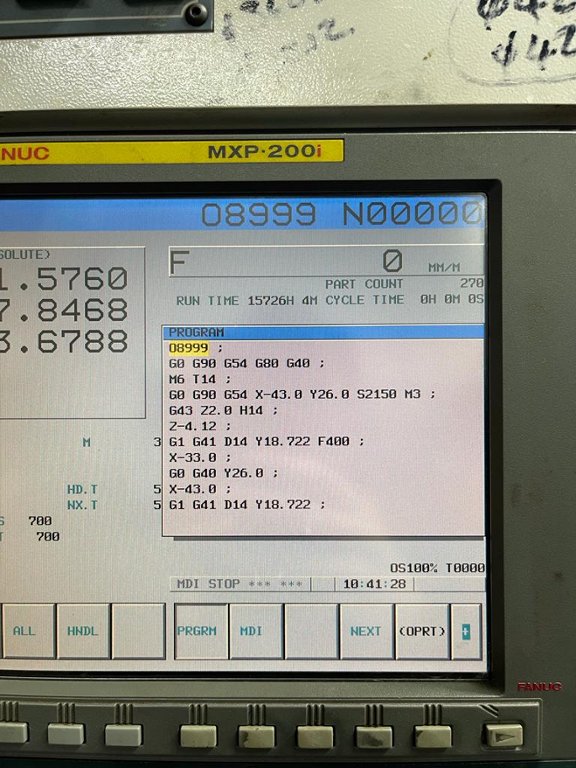 NUC MXP-200i
O8999 N00000
SOLUTE)
1.5760
7.8468
3.6788
F 0 MM/M
PART COUNT 270
RUN TIME 15726H 4M CYCLE TIME 0H 0M 0S
PROGRAM
O8999 ;
G0 G90 G54 G80 G40 ;
M6 T14 ;
G0 G90 G54 X-43.0 Y26.0 S2150 M3 ;
G43 Z2.0 H14 ;
Z-4.12 ;
G1 G41 D14 Y18.722 F400 ;
X-33.0 ;
G0 G40 Y26.0 ;
X-43.0 ;
G1 G41 D14 Y18.722 ;
M 3
HD.T 5
NX.T 5
S 700
T 700
OS100% T0000
MDI STOP *** *** 10:41:28
ALL HNDL PRGRM MDI NEXT (OPRT) +
FANUC